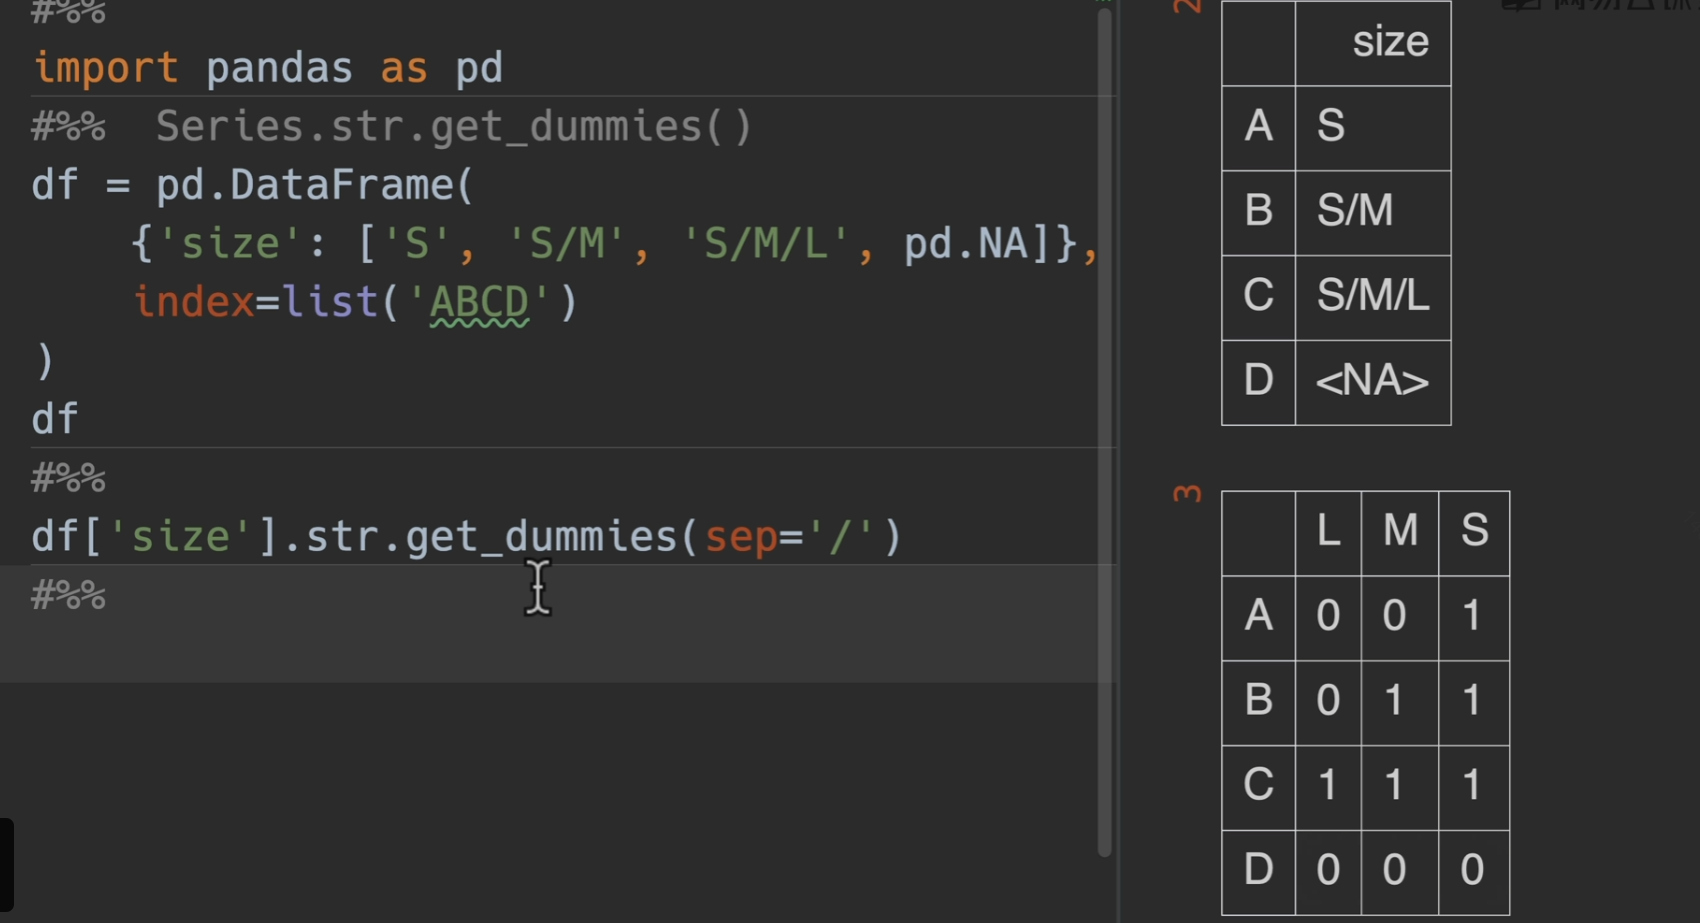 #%%
import pandas as pd
#%%  Series.str.get_dummies()
df = pd.DataFrame(
    {'size': ['S', 'S/M', 'S/M/L', pd.NA]},
    index=list('ABCD')
)
df
#%%
df['size'].str.get_dummies(sep='/')
#%%
2
size
A S
B S/M
C S/M/L
D <NA>
3
L M S
A 0 0 1
B 0 1 1
C 1 1 1
D 0 0 0